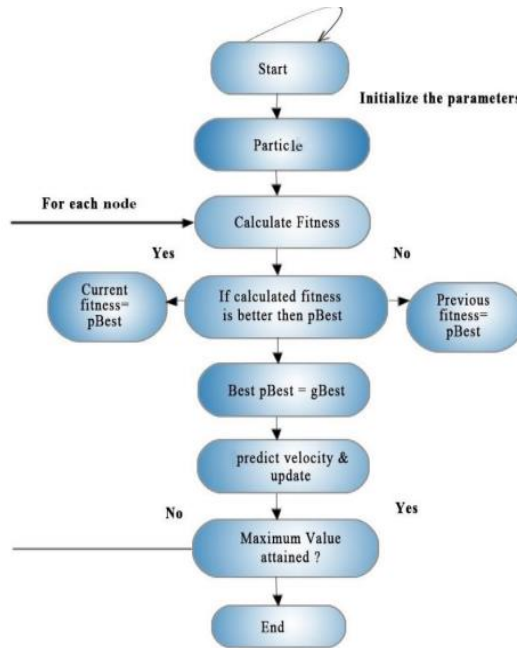 Start
Initialize the parameters
Particle
For each node
Calculate Fitness
Yes
No
Current
fitness=
pBest
If calculated fitness
is better then pBest
Previous
fitness=
pBest
Best pBest = gBest
predict velocity &
update
No
Yes
Maximum Value
attained ?
End